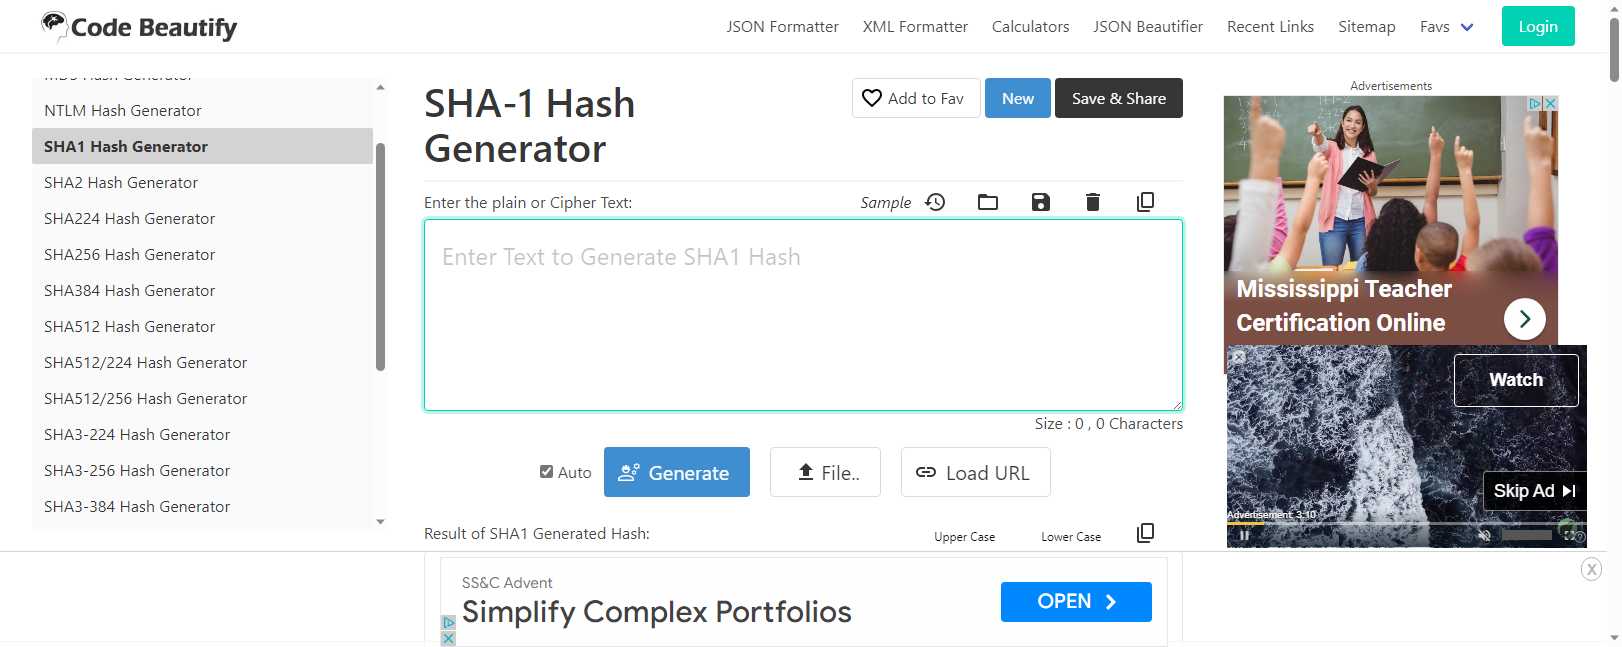 Code Beautify
JSON Formatter
XML Formatter
Calculators
JSON Beautifier
Recent Links
Sitemap
Favs
Login
NTLM Hash Generator
SHA1 Hash Generator
SHA2 Hash Generator
SHA224 Hash Generator
SHA256 Hash Generator
SHA384 Hash Generator
SHA512 Hash Generator
SHA512/224 Hash Generator
SHA512/256 Hash Generator
SHA3-224 Hash Generator
SHA3-256 Hash Generator
SHA3-384 Hash Generator
SHA-1 Hash
Generator
Add to Fav
New
Save & Share
Enter the plain or Cipher Text:
Sample
Enter Text to Generate SHA1 Hash
Size : 0 , 0 Characters
Auto
Generate
File..
Load URL
Result of SHA1 Generated Hash:
Upper Case
Lower Case
Advertisements
Mississippi Teacher
Certification Online
Watch
Skip Ad
Advertisement: 3:10
SS&C Advent
Simplify Complex Portfolios
OPEN